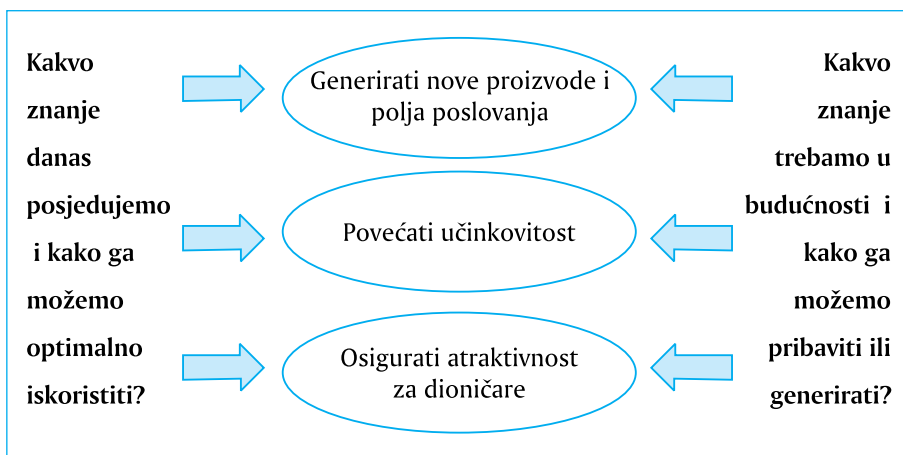 Kakvo
znanje
danas
posjedujemo
i kako ga
možemo
optimalno
iskoristiti?
Generirati nove proizvode i
polja poslovanja
Povećati učinkovitost
Osigurati atraktivnost
za dioničare
Kakvo
znanje
trebamo u
budućnosti i
kako ga
možemo
pribaviti ili
generirati?